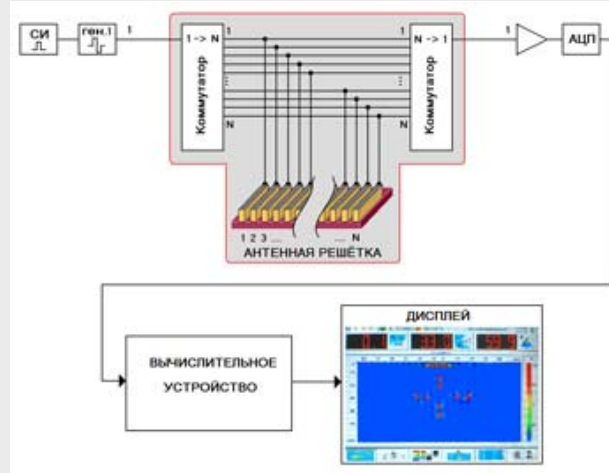 СИ
ген.1
1
1 -> N
Коммутатор
1
N
N -> 1
Коммутатор
1
1
АЦП
1 2 3 ... ... N
АНТЕННАЯ РЕШЁТКА
ВЫЧИСЛИТЕЛЬНОЕ
УСТРОЙСТВО
ДИСПЛЕЙ